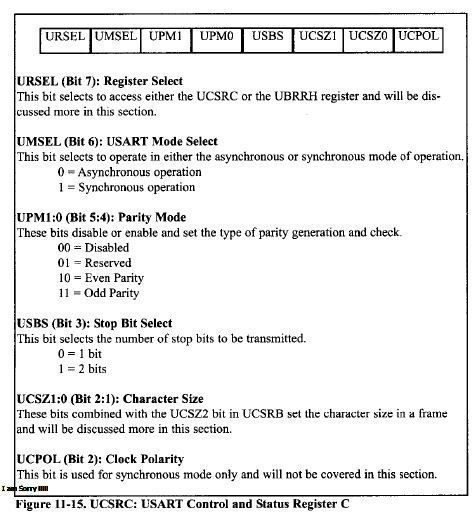 URSEL UMSEL UPM1 UPM0 USBS UCSZ1 UCSZ0 UCPOL
URSEL (Bit 7): Register Select
This bit selects to access either the UCSRC or the UBRRH register and will be dis-
cussed more in this section.
UMSEL (Bit 6): USART Mode Select
This bit selects to operate in either the asynchronous or synchronous mode of operation.
0 = Asynchronous operation
1 = Synchronous operation
UPM1:0 (Bit 5:4): Parity Mode
These bits disable or enable and set the type of parity generation and check.
00 = Disabled
01 = Reserved
10 = Even Parity
11 = Odd Parity
USBS (Bit 3): Stop Bit Select
This bit selects the number of stop bits to be transmitted.
0 = 1 bit
1 = 2 bits
UCSZ1:0 (Bit 2:1): Character Size
These bits combined with the UCSZ2 bit in UCSRB set the character size in a frame
and will be discussed more in this section.
UCPOL (Bit 2): Clock Polarity
This bit is used for synchronous mode only and will not be covered in this section.
I am Sorry !!!!!
Figure 11-15. UCSRC: USART Control and Status Register C